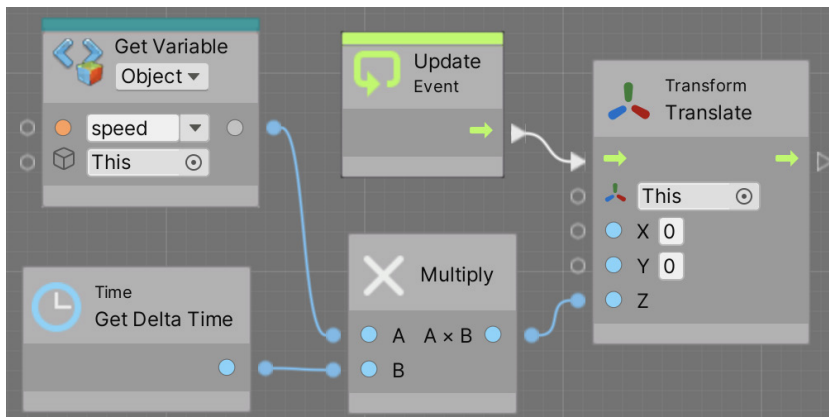 Get Variable
Object
speed
This
Update
Event
Transform
Translate
This
X 0
Y 0
Z
Time
Get Delta Time
Multiply
A A × B
B